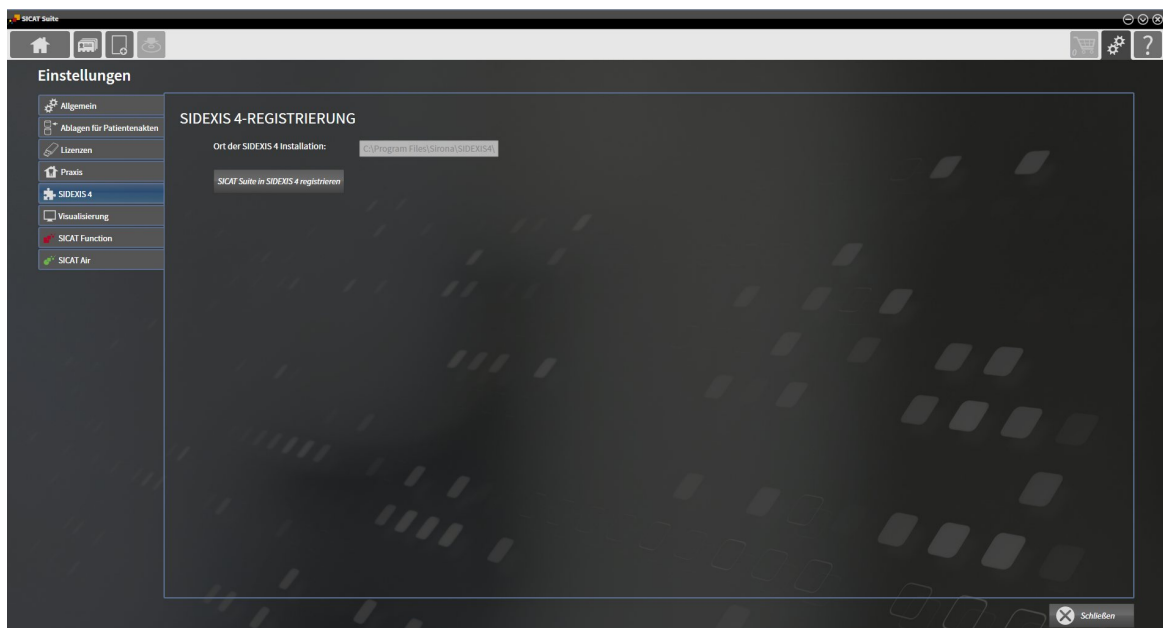 SICAT Suite
Einstellungen
Allgemein
Ablagen für Patientenakten
Lizenzen
Praxis
SIDEXIS 4
Visualisierung
SICAT Function
SICAT Air
SIDEXIS 4-REGISTRIERUNG
Ort der SIDEXIS 4 Installation: C:\Program Files\Sirona\SIDEXIS4\
SICAT Suite in SIDEXIS 4 registrieren
0
?
Schließen